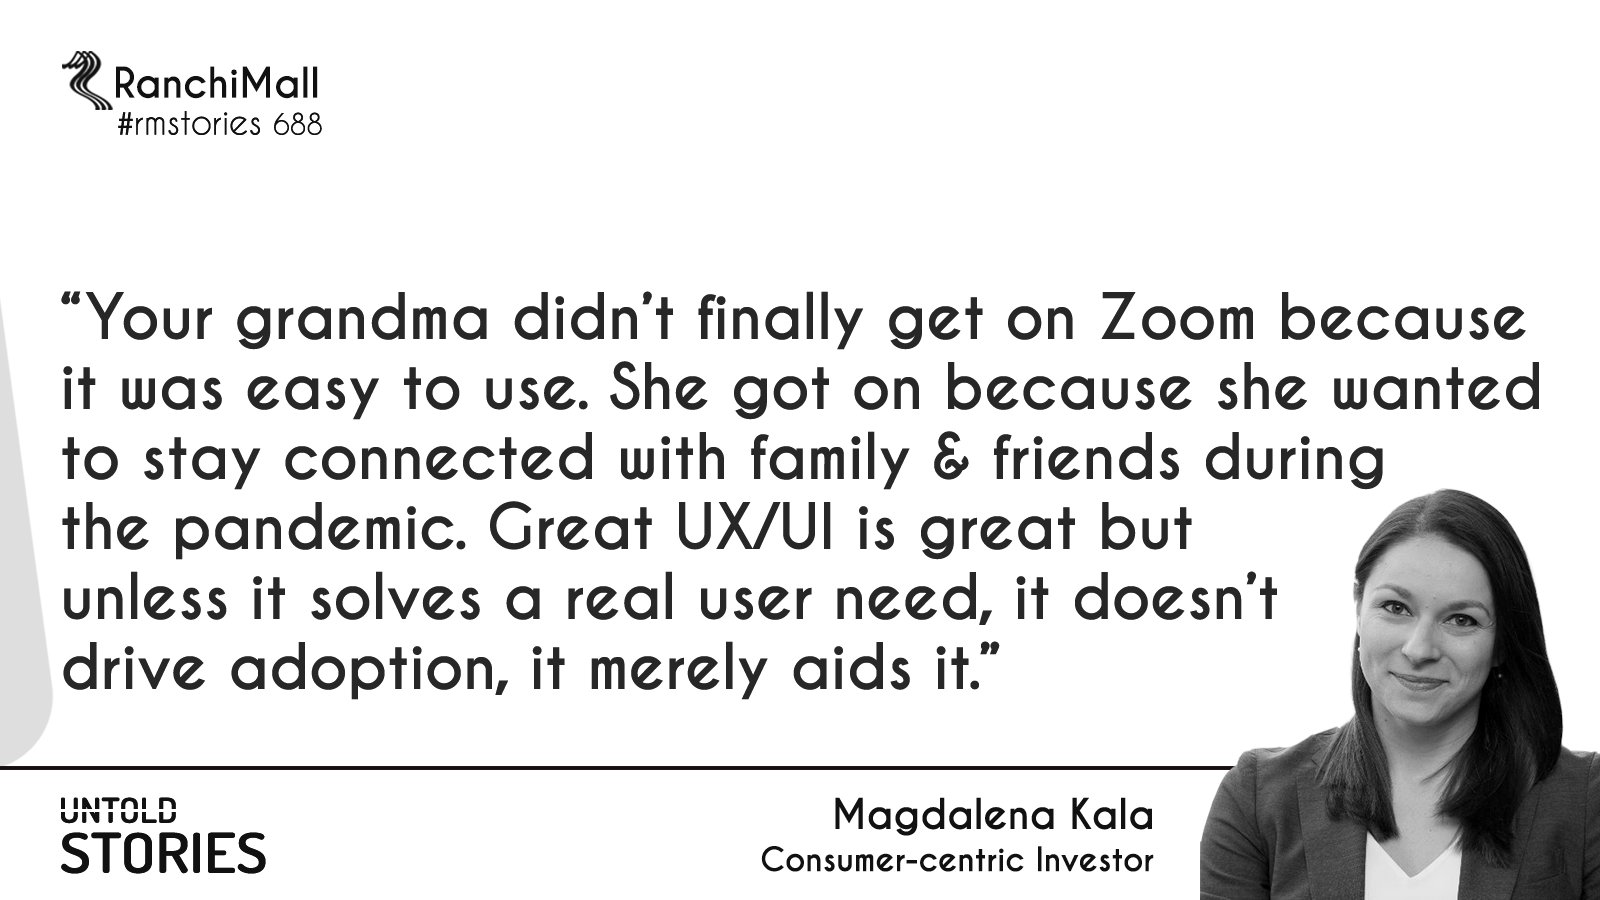 RanchiMall
#rmstories 688
“Your grandma didn’t finally get on Zoom because
it was easy to use. She got on because she wanted
to stay connected with family & friends during
the pandemic. Great UX/UI is great but
unless it solves a real user need, it doesn’t
drive adoption, it merely aids it.”
UNTOLD
STORIES
Magdalena Kala
Consumer-centric Investor